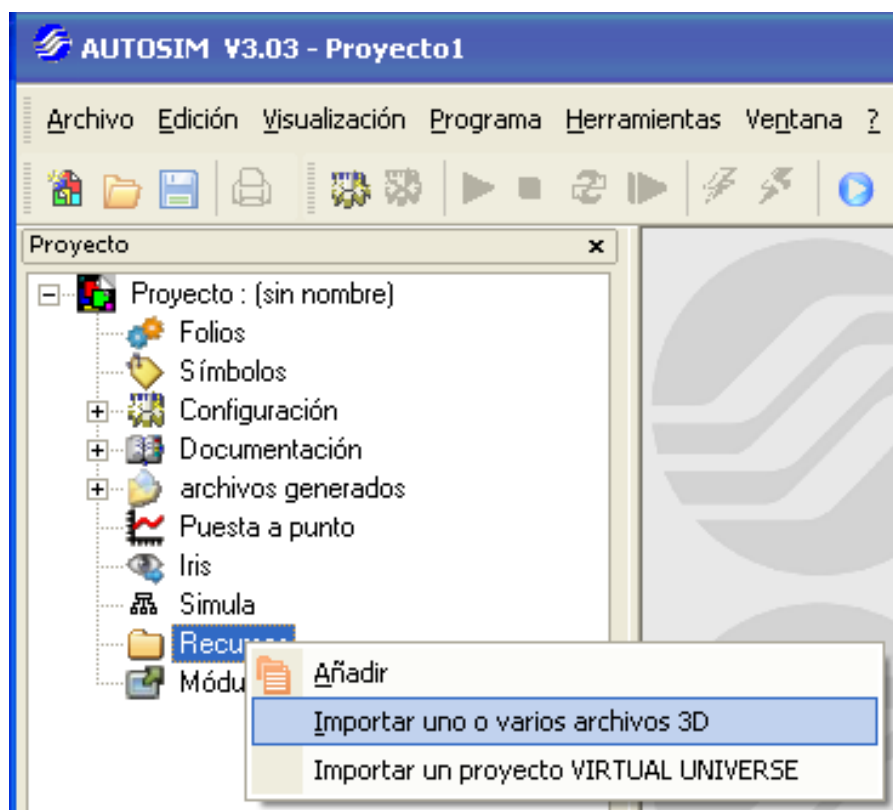 AUTOSIM V3.03 - Proyecto1
Archivo Edición Visualización Programa Herramientas Ventana ?
Proyecto x
Proyecto : (sin nombre)
Folios
Símbolos
Configuración
Documentación
archivos generados
Puesta a punto
Iris
Simula
Añadir
Importar uno o varios archivos 3D
Importar un proyecto VIRTUAL UNIVERSE